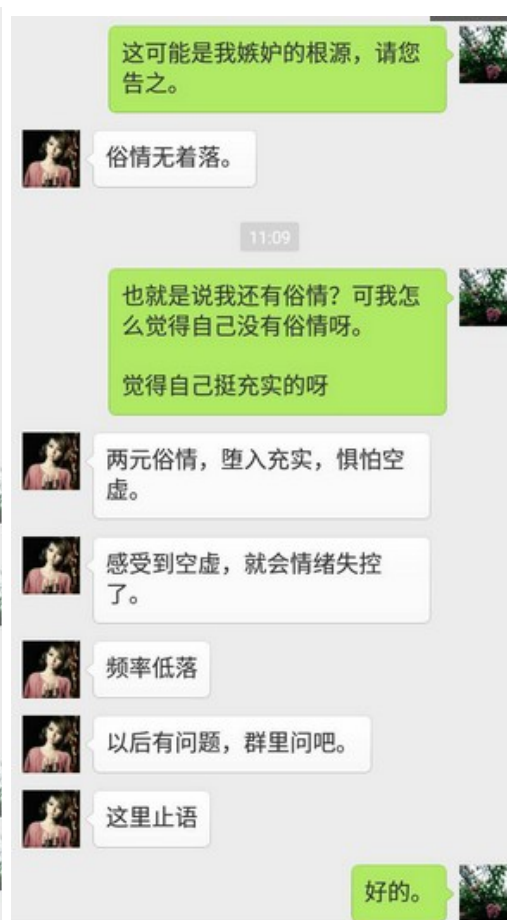 这可能是我嫉妒的根源，请您
告之。
俗情无着落。
11:09
也就是说我还有俗情？可我怎
么觉得自己没有俗情呀。
觉得自己挺充实的呀
两元俗情，堕入充实，惧怕空
虚。
感受到空虚，就会情绪失控
了。
频率低落
以后有问题，群里问吧。
这里止语
好的。